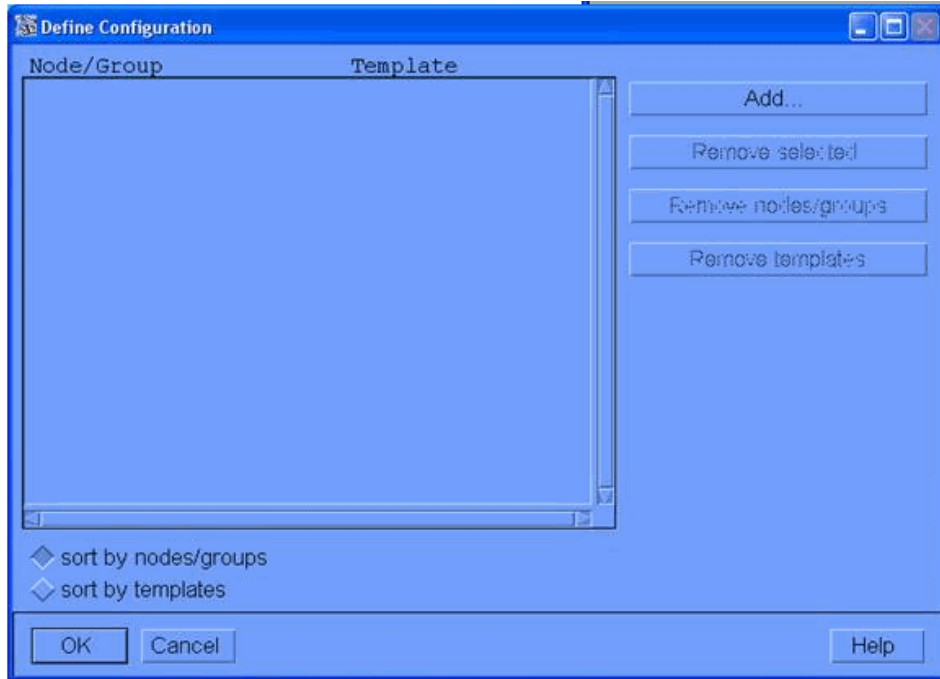 Define Configuration
Node/Group Template
Add...
Remove selected
Remove nodes/groups
Remove templates
sort by nodes/groups
sort by templates
OK Cancel Help